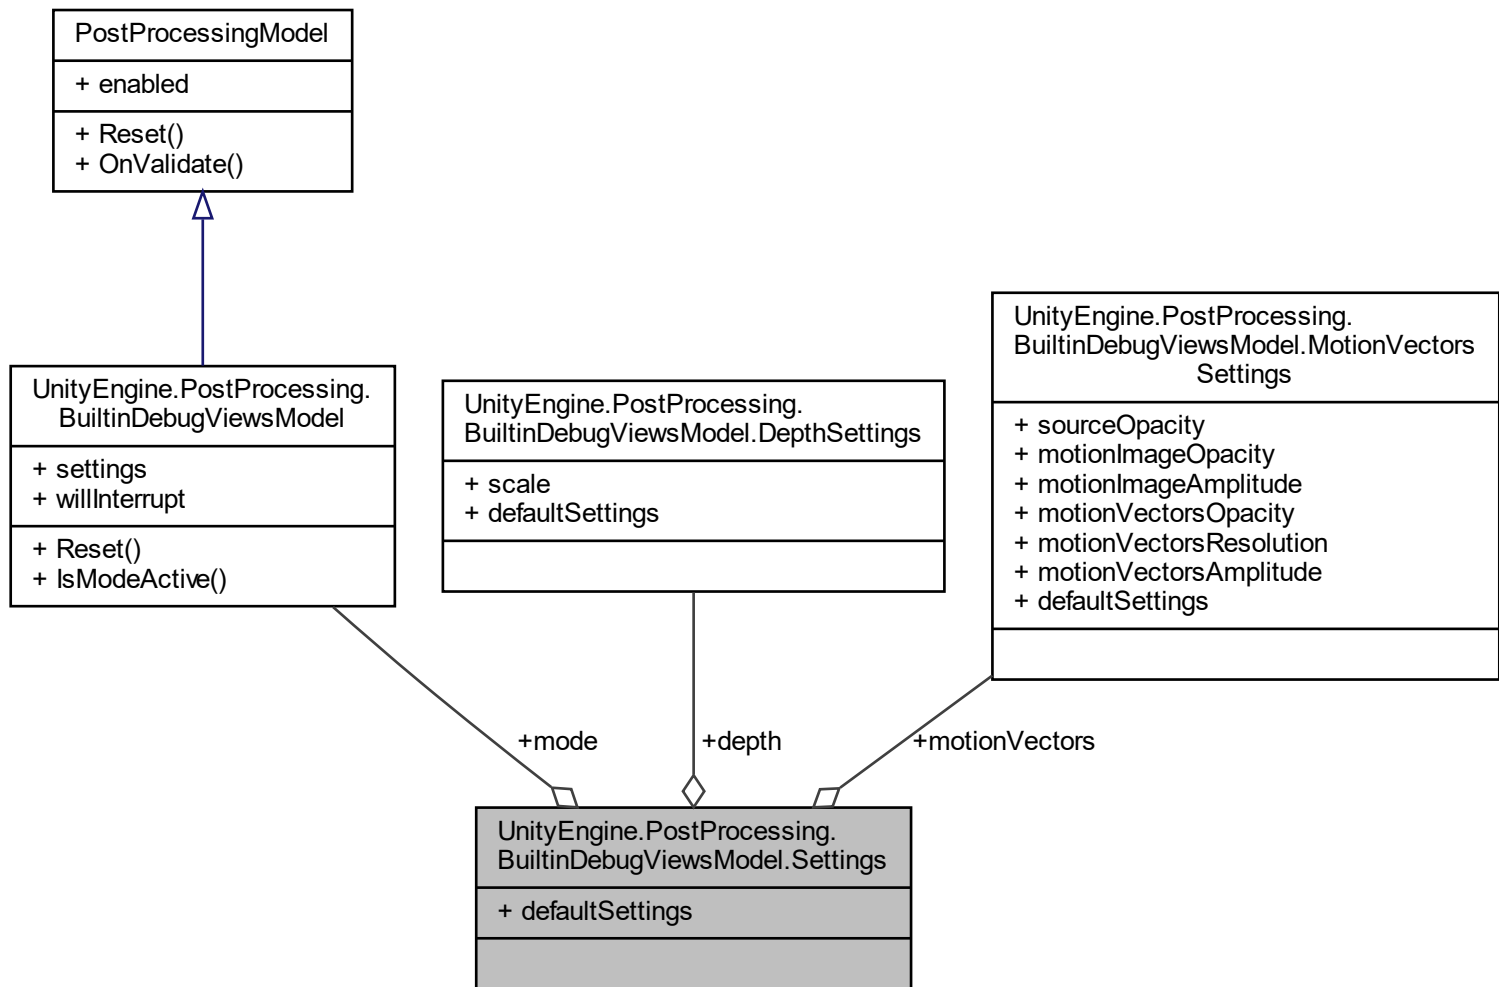 PostProcessingModel
+ enabled
+ Reset()
+ OnValidate()
UnityEngine.PostProcessing.
BuiltinDebugViewsModel
+ settings
+ willInterrupt
+ Reset()
+ IsModeActive()
UnityEngine.PostProcessing.
BuiltinDebugViewsModel.DepthSettings
+ scale
+ defaultSettings
UnityEngine.PostProcessing.
BuiltinDebugViewsModel.MotionVectors
Settings
+ sourceOpacity
+ motionImageOpacity
+ motionImageAmplitude
+ motionVectorsOpacity
+ motionVectorsResolution
+ motionVectorsAmplitude
+ defaultSettings
+mode
+depth
+motionVectors
UnityEngine.PostProcessing.
BuiltinDebugViewsModel.Settings
+ defaultSettings